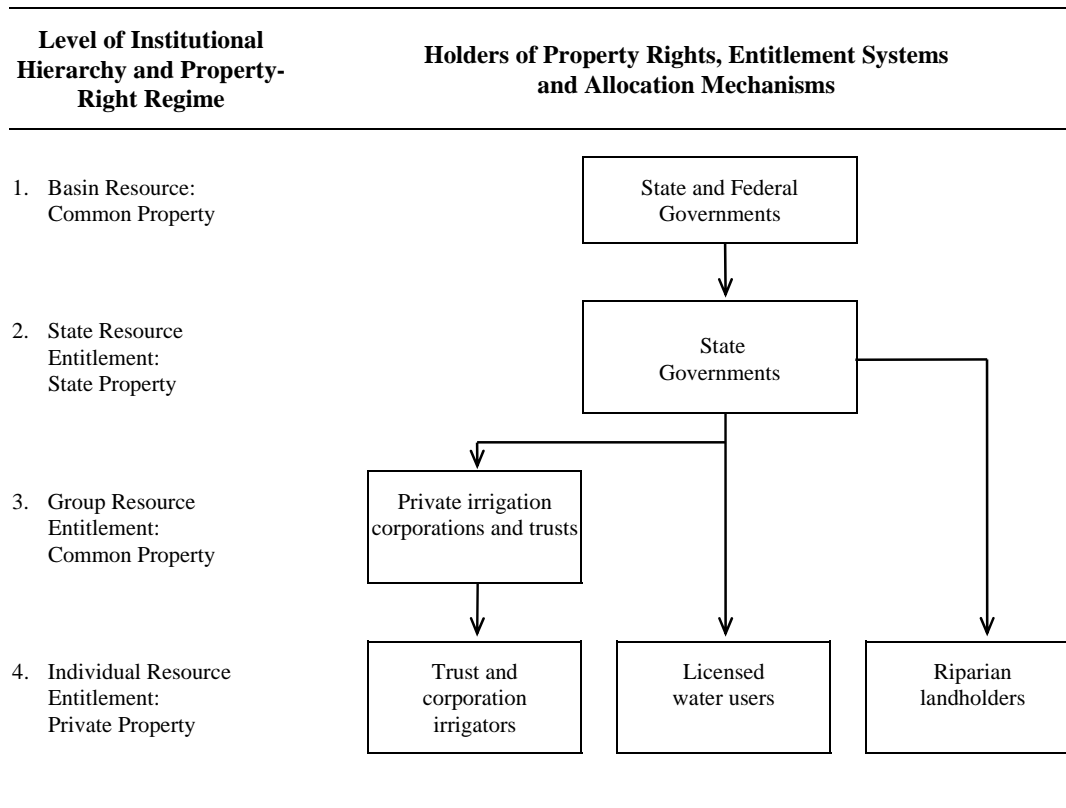 Level of Institutional
Hierarchy and Property-
Right Regime
Holders of Property Rights, Entitlement Systems
and Allocation Mechanisms
1. Basin Resource:
Common Property
State and Federal
Governments
2. State Resource
Entitlement:
State Property
State
Governments
3. Group Resource
Entitlement:
Common Property
Private irrigation
corporations and trusts
4. Individual Resource
Entitlement:
Private Property
Trust and
corporation
irrigators
Licensed
water users
Riparian
landholders